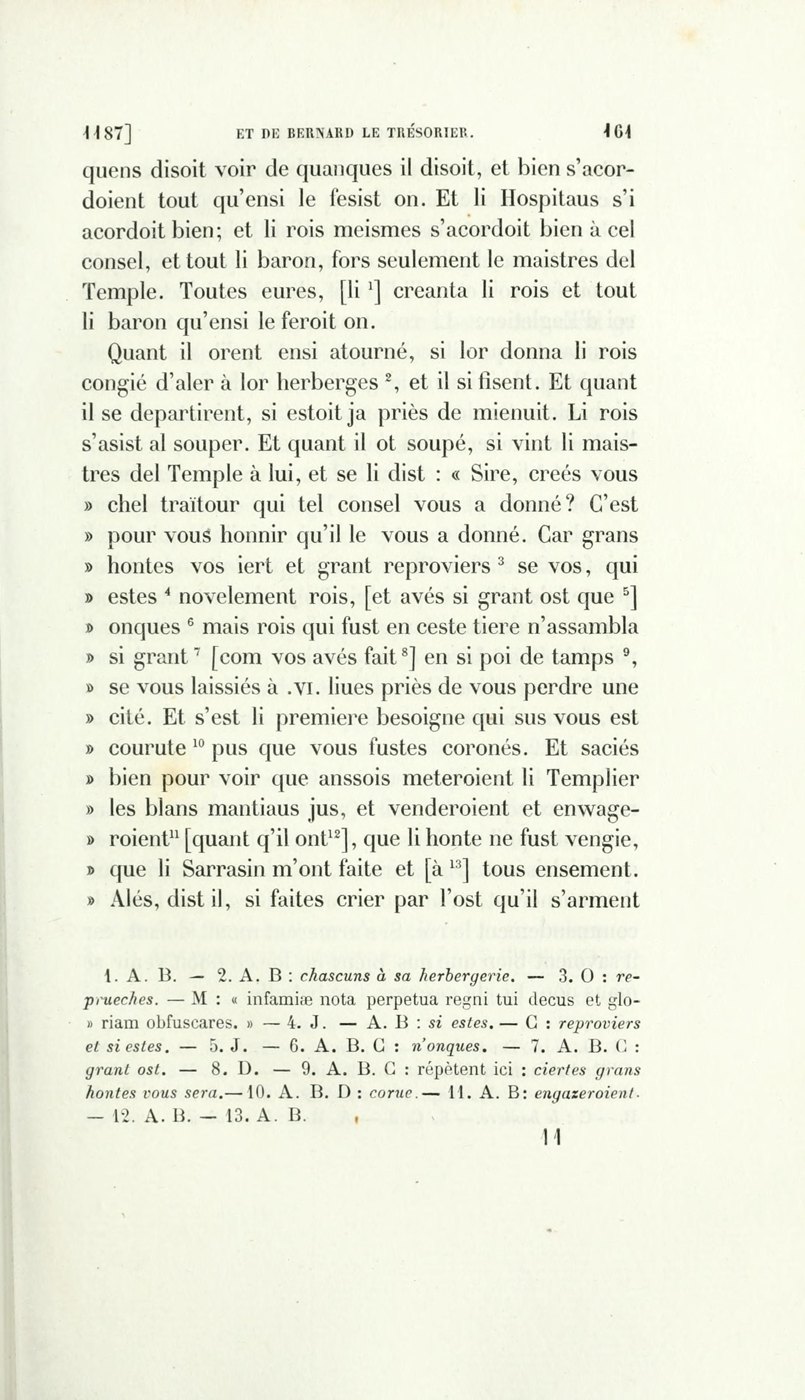 1187] ET DE BERNARD LE TRÉSORIER. 161
quens disoit voir de quanques il disoit, et bien s'acor-
doient tout qu'ensi le fesist on. Et li Hospitaus s'i
acordoit bien; et li rois meismes s'acordoit bien à cel
consel, et tout li baron, fors seulement le maistres del
Temple. Toutes eures, [li ¹] creanta li rois et tout
li baron qu'ensi le feroit on.
Quant il orent ensi atourné, si lor donna li rois
congié d'aler à lor herberges ², et il si fisent. Et quant
il se departirent, si estoit ja priès de mienuit. Li rois
s'asist al souper. Et quant il ot soupé, si vint li mais-
tres del Temple à lui, et se li dist : « Sire, creés vous
» chel traïtour qui tel consel vous a donné? C'est
» pour vous honnir qu'il le vous a donné. Car grans
» hontes vos iert et grant reproviers ³ se vos, qui
» estes ⁴ novelement rois, [et avés si grant ost que ⁵]
» onques ⁶ mais rois qui fust en ceste tiere n'assambla
» si grant ⁷ [com vos avés fait ⁸] en si poi de tamps ⁹,
» se vous laissiés à .VI. liues priès de vous perdre une
» cité. Et s'est li premiere besoigne qui sus vous est
» courute ¹⁰ pus que vous fustes coronés. Et saciés
» bien pour voir que anssois meteroient li Templier
» les blans mantiaus jus, et venderoient et enwage-
» roient¹¹ [quant q'il ont¹²], que li honte ne fust vengie,
» que li Sarrasin m'ont faite et [à ¹³] tous ensement.
» Alés, dist il, si faites crier par l'ost qu'il s'arment
1. A. B. — 2. A. B : chascuns à sa herbergerie. — 3. O : re-
prueches. — M : « infamiæ nota perpetua regni tui decus et glo-
» riam obfuscares. » — 4. J. — A. B : si estes. — C : reproviers
et si estes. — 5. J. — 6. A. B. C : n'onques. — 7. A. B. C :
grant ost. — 8. D. — 9. A. B. C : répètent ici : ciertes grans
hontes vous sera. — 10. A. B. D : corue. — 11. A. B : engazeroient.
— 12. A. B. — 13. A. B.
11